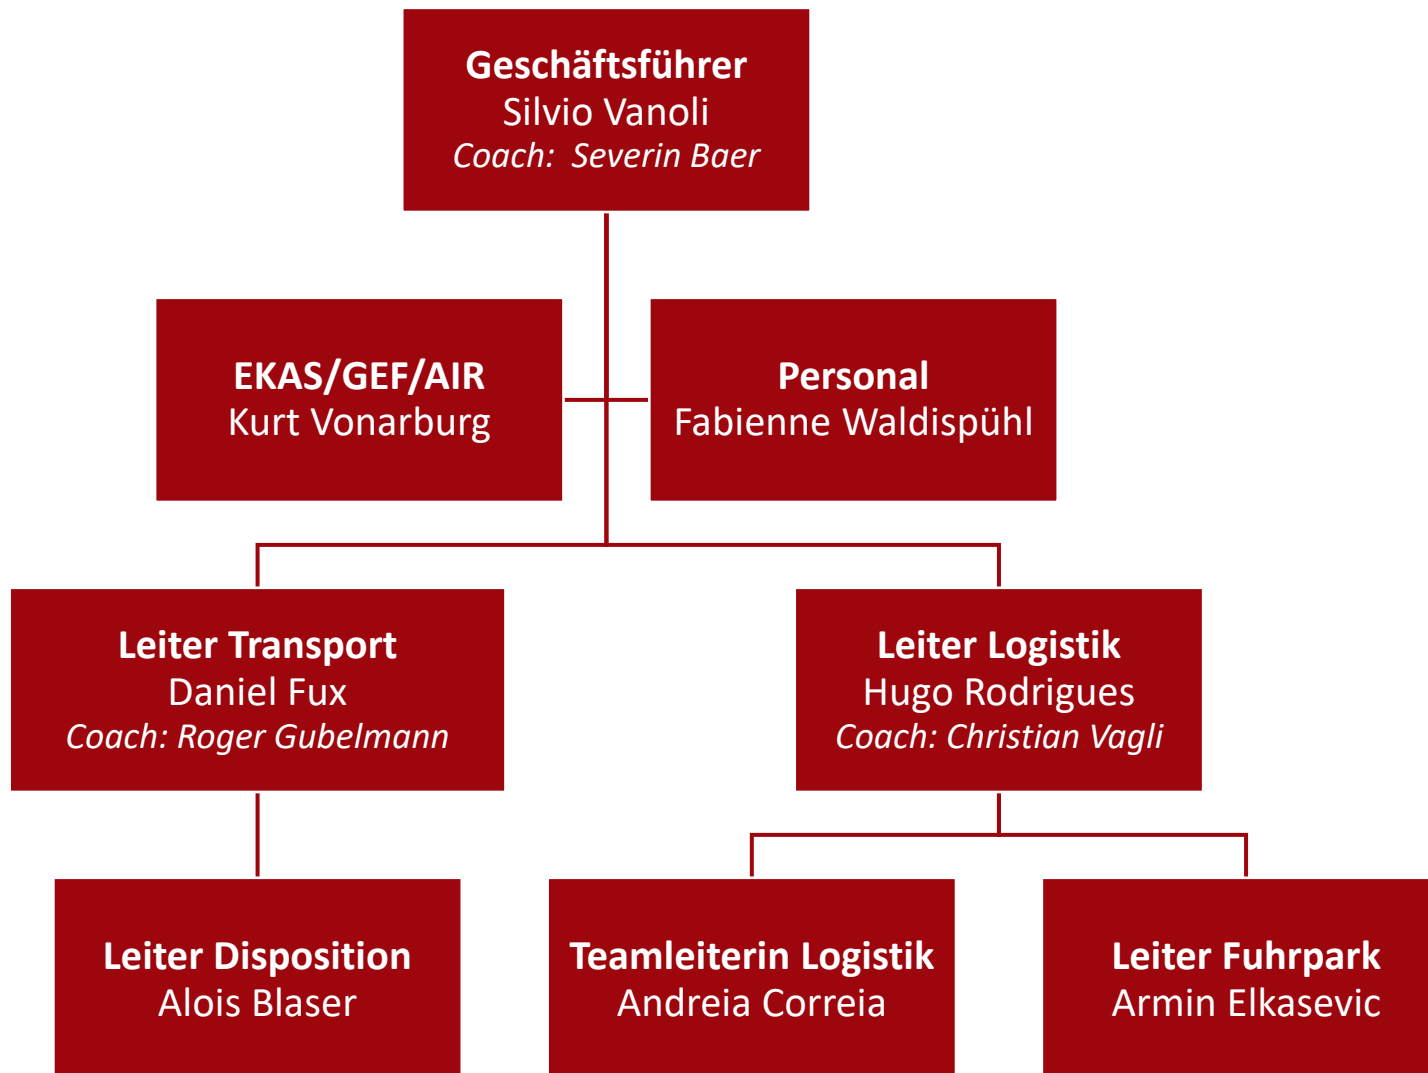 Geschäftsführer
Silvio Vanoli
Coach:  Severin Baer
EKAS/GEF/AIR
Kurt Vonarburg
Personal
Fabienne Waldispühl
Leiter Transport
Daniel Fux
Coach: Roger Gubelmann
Leiter Logistik
Hugo Rodrigues
Coach: Christian Vagli
Leiter Disposition
Alois Blaser
Teamleiterin Logistik
Andreia Correia
Leiter Fuhrpark
Armin Elkasevic